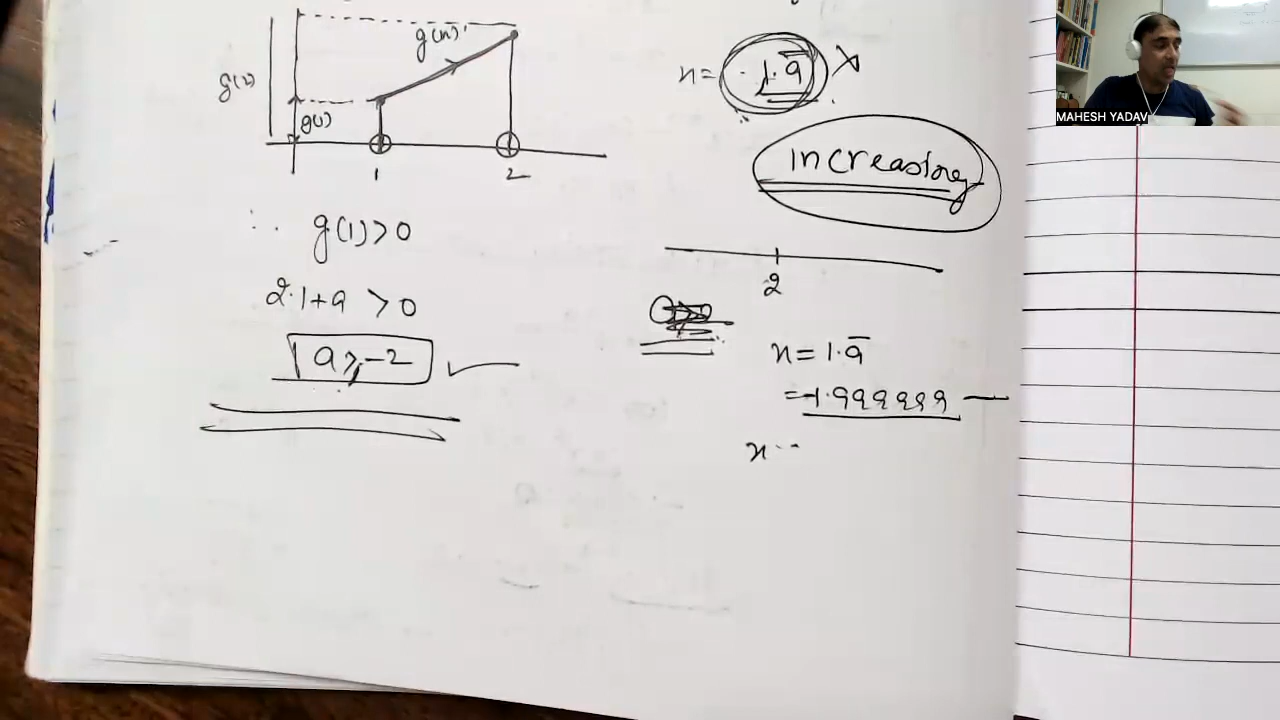 g(x)'
g(2)
g(1)
1 2
∴ g(1) > 0
2.1+a > 0
a ≥ -2
x = 1.9̅
increasing
2
x = 1.9̅
= 1.999999 —
x
MAHESH YADAV